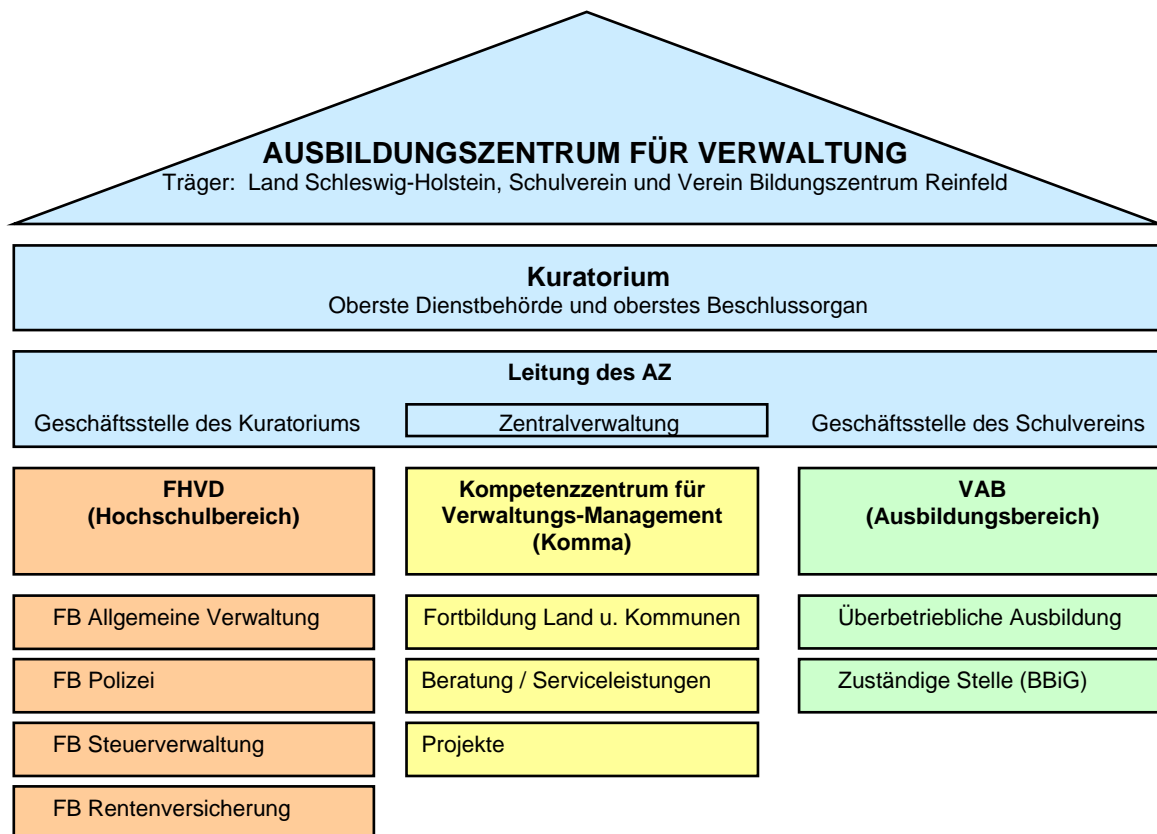 AUSBILDUNGSZENTRUM FÜR VERWALTUNG
Träger: Land Schleswig-Holstein, Schulverein und Verein Bildungszentrum Reinfeld
Kuratorium
Oberste Dienstbehörde und oberstes Beschlussorgan
Leitung des AZ
Geschäftsstelle des Kuratoriums
Zentralverwaltung
Geschäftsstelle des Schulvereins
FHVD
(Hochschulbereich)
FB Allgemeine Verwaltung
FB Polizei
FB Steuerverwaltung
FB Rentenversicherung
Kompetenzzentrum für
Verwaltungs-Management
(Komma)
Fortbildung Land u. Kommunen
Beratung / Serviceleistungen
Projekte
VAB
(Ausbildungsbereich)
Überbetriebliche Ausbildung
Zuständige Stelle (BBiG)